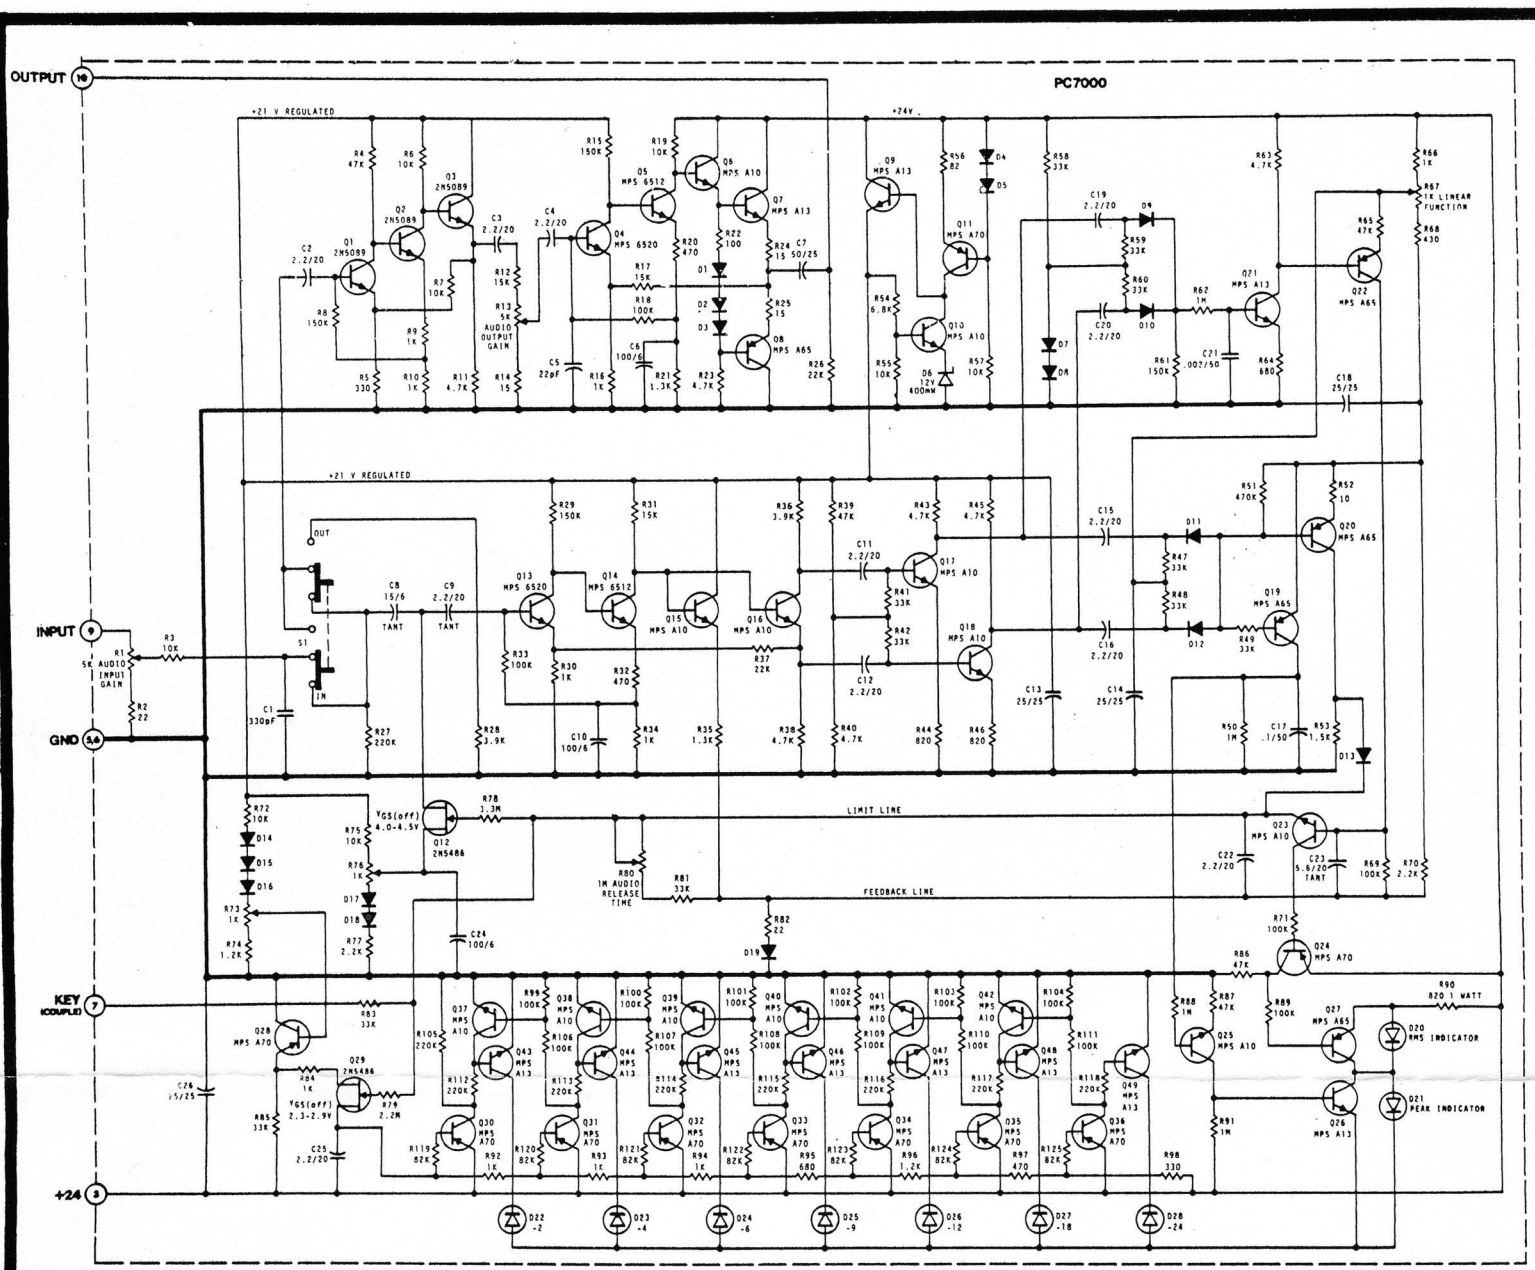 OUTPUT 10
PC7000
+21 V REGULATED
+24V
R4 47K
R6 10K
Q3 2N5089
Q2 2N5089
Q1 2N5089
C2 2.2/20
R8 150K
R7 10K
R9 1K
R5 330
R10 1K
R11 4.7K
C3 2.2/20
R12 15K
R13 5K AUDIO OUTPUT GAIN
R14 15
C4 2.2/20
R15 150K
Q4 MPS 6520
R17 15K
R18 100K
C5 22pF
C6 100/6
R16 1K
R21 1.3K
R19 10K
Q5 MPS 6512
R20 470
Q6 MPS A10
Q7 MPS A13
R22 100
D1
D2
D3
R23 4.7K
R24 15
R25 15
Q8 MPS A65
C7 50/25
R26 22K
Q9 MPS A13
R56 82
D4
D5
Q11 MPS A70
R54 6.8K
Q10 MPS A10
R55 10K
D6 12V 400MW
R57 10K
R58 33K
D7
D8
C19 2.2/20
D9
R59 33K
R60 33K
C20 2.2/20
D10
R62 1M
R61 150K
C21 .002/50
Q21 MPS A13
R63 4.7K
R64 680
C18 25/25
R65 47K
Q22 MPS A65
R66 1K
R67 1K LINEAR FUNCTION
R68 430
+21 V REGULATED
OUT
S1
IN
INPUT 9
R1 5K AUDIO INPUT GAIN
R3 10K
R2 22
GND 5,6
C1 330pF
R27 220K
C8 15/6 TANT
C9 2.2/20 TANT
R28 3.9K
R29 150K
Q13 MPS 6520
R33 100K
R30 1K
R31 15K
Q14 MPS 6512
R32 470
C10 100/6
R34 1K
Q15 MPS A10
R35 1.3K
Q16 MPS A10
R37 22K
R36 3.9K
R38 4.7K
R39 47K
R40 4.7K
C11 2.2/20
R41 33K
R42 33K
C12 2.2/20
R43 4.7K
R45 4.7K
Q17 MPS A10
Q18 MPS A10
R44 820
R46 820
C13 25/25
C14 25/25
C15 2.2/20
C16 2.2/20
D11
R47 33K
R48 33K
D12
R49 33K
R51 470K
R52 10
Q20 MPS A65
Q19 MPS A65
R50 1M
C17 .1/50
R53 1.5K
D13
R72 10K
D14
D15
D16
R73 1K
R74 1.2K
R75 10K
R76 1K
D17
D18
R77 2.2K
VGS(off) 4.0-4.5V
Q12 2N5486
R78 3.3M
C24 100/6
LIMIT LINE
R80 1M AUDIO RELEASE TIME
R81 33K
FEEDBACK LINE
R82 22
D19
C22 2.2/20
Q23 MPS A10
C23 5.6/20 TANT
R69 100K
R70 2.2K
R71 100K
Q24 MPS A70
R86 47K
KEY (COUPLE) 7
R83 33K
Q28 MPS A70
Q29 2N5486
R84 1K
VGS(off) 2.3-2.9V
R79 2.2M
R85 33K
C25 2.2/20
C26 25/25
Q37 MPS A10
Q38 MPS A10
Q39 MPS A10
Q40 MPS A10
Q41 MPS A10
Q42 MPS A10
R99 100K
R100 100K
R101 100K
R102 100K
R103 100K
R104 100K
R105 220K
R106 100K
R107 100K
R108 100K
R109 100K
R110 100K
R111 100K
Q43 MPS A13
Q44 MPS A13
Q45 MPS A13
Q46 MPS A13
Q47 MPS A13
Q48 MPS A13
Q49 MPS A13
R112 220K
R113 220K
R114 220K
R115 220K
R116 220K
R117 220K
R118 220K
Q30 MPS A70
Q31 MPS A70
Q32 MPS A70
Q33 MPS A70
Q34 MPS A70
Q35 MPS A70
Q36 MPS A70
R119 82K
R120 82K
R121 82K
R122 82K
R123 82K
R124 82K
R125 82K
R92 1K
R93 1K
R94 1K
R95 680
R96 1.2K
R97 470
R98 330
R88 1M
R87 47K
Q25 MPS A10
R89 100K
R91 1M
Q27 MPS A65
Q26 MPS A13
R90 820 1 WATT
D20 RMS INDICATOR
D21 PEAK INDICATOR
+24 3
D22 -2
D23 -4
D24 -6
D25 -9
D26 -12
D27 -18
D28 -24